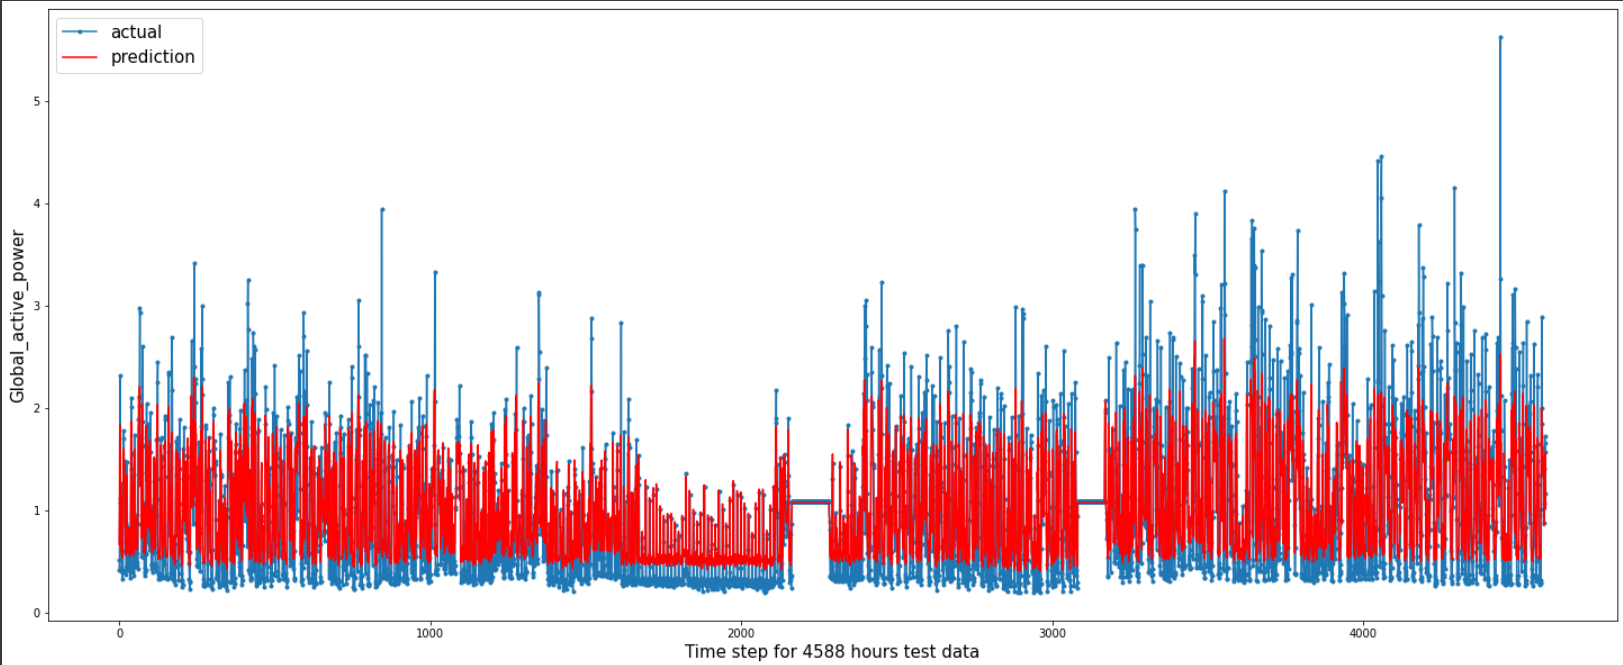 actual
prediction
Global_active_power
5
4
3
2
1
0
0 1000 2000 3000 4000
Time step for 4588 hours test data